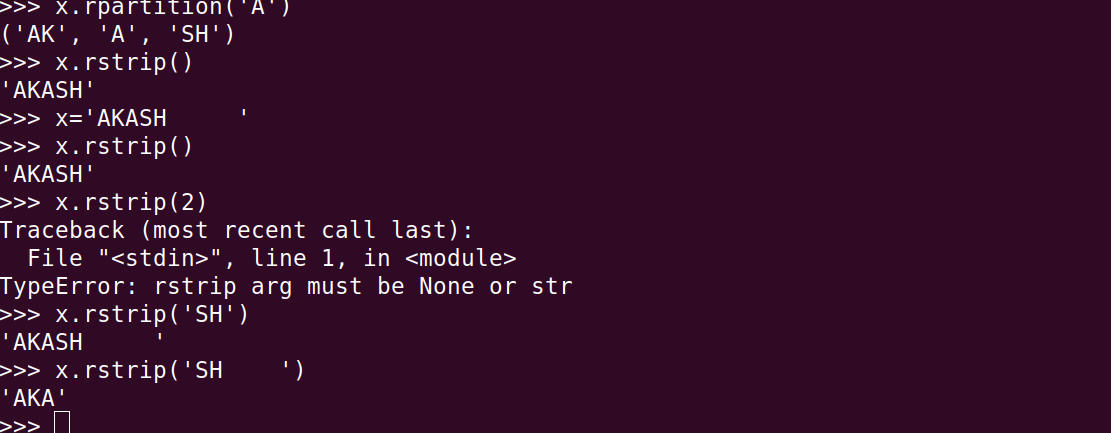 >>> x.rpartition('A')
('AK', 'A', 'SH')
>>> x.rstrip()
'AKASH'
>>> x='AKASH     '
>>> x.rstrip()
'AKASH'
>>> x.rstrip(2)
Traceback (most recent call last):
  File "<stdin>", line 1, in <module>
TypeError: rstrip arg must be None or str
>>> x.rstrip('SH')
'AKASH     '
>>> x.rstrip('SH    ')
'AKA'
>>>